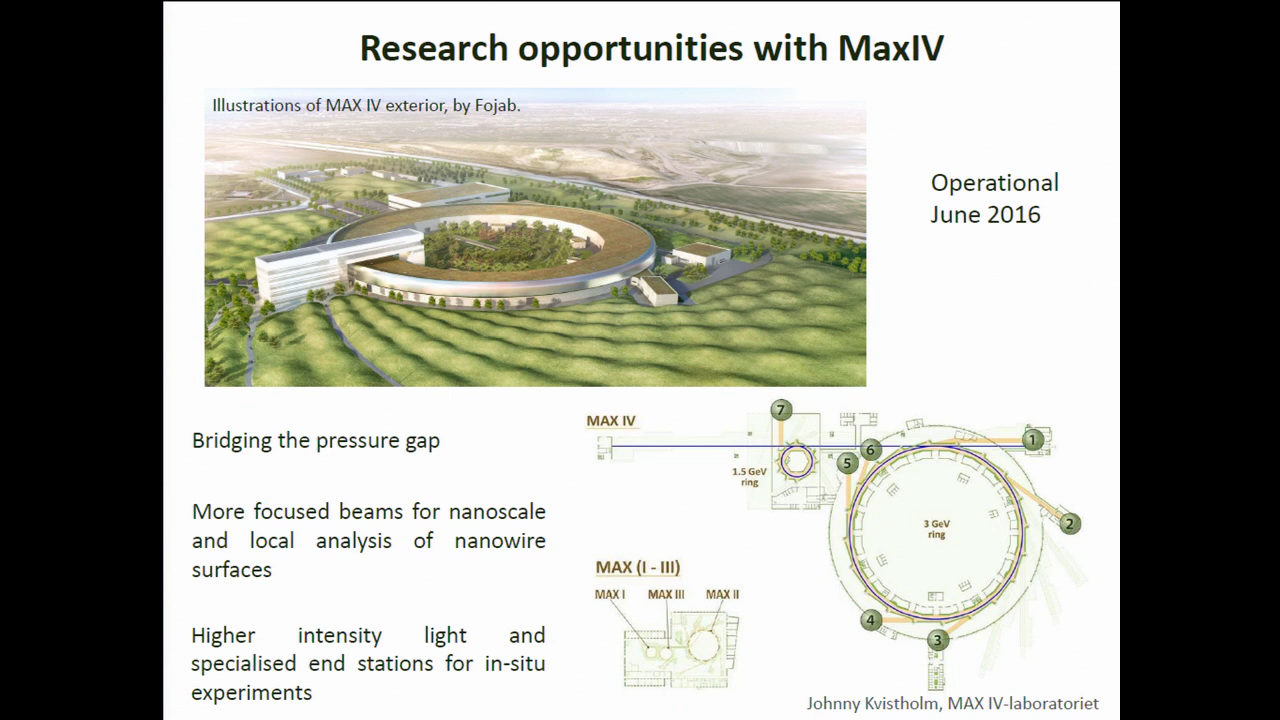 Research opportunities with MaxIV
Illustrations of MAX IV exterior, by Fojab.
Operational
June 2016
Bridging the pressure gap
More focused beams for nanoscale
and local analysis of nanowire
surfaces
Higher intensity light and
specialised end stations for in-situ
experiments
MAX IV
7
1
6
5
1.5 GeV
ring
2
3 GeV
ring
MAX (I - III)
MAX I MAX III MAX II
4
3
Johnny Kvistholm, MAX IV-laboratoriet